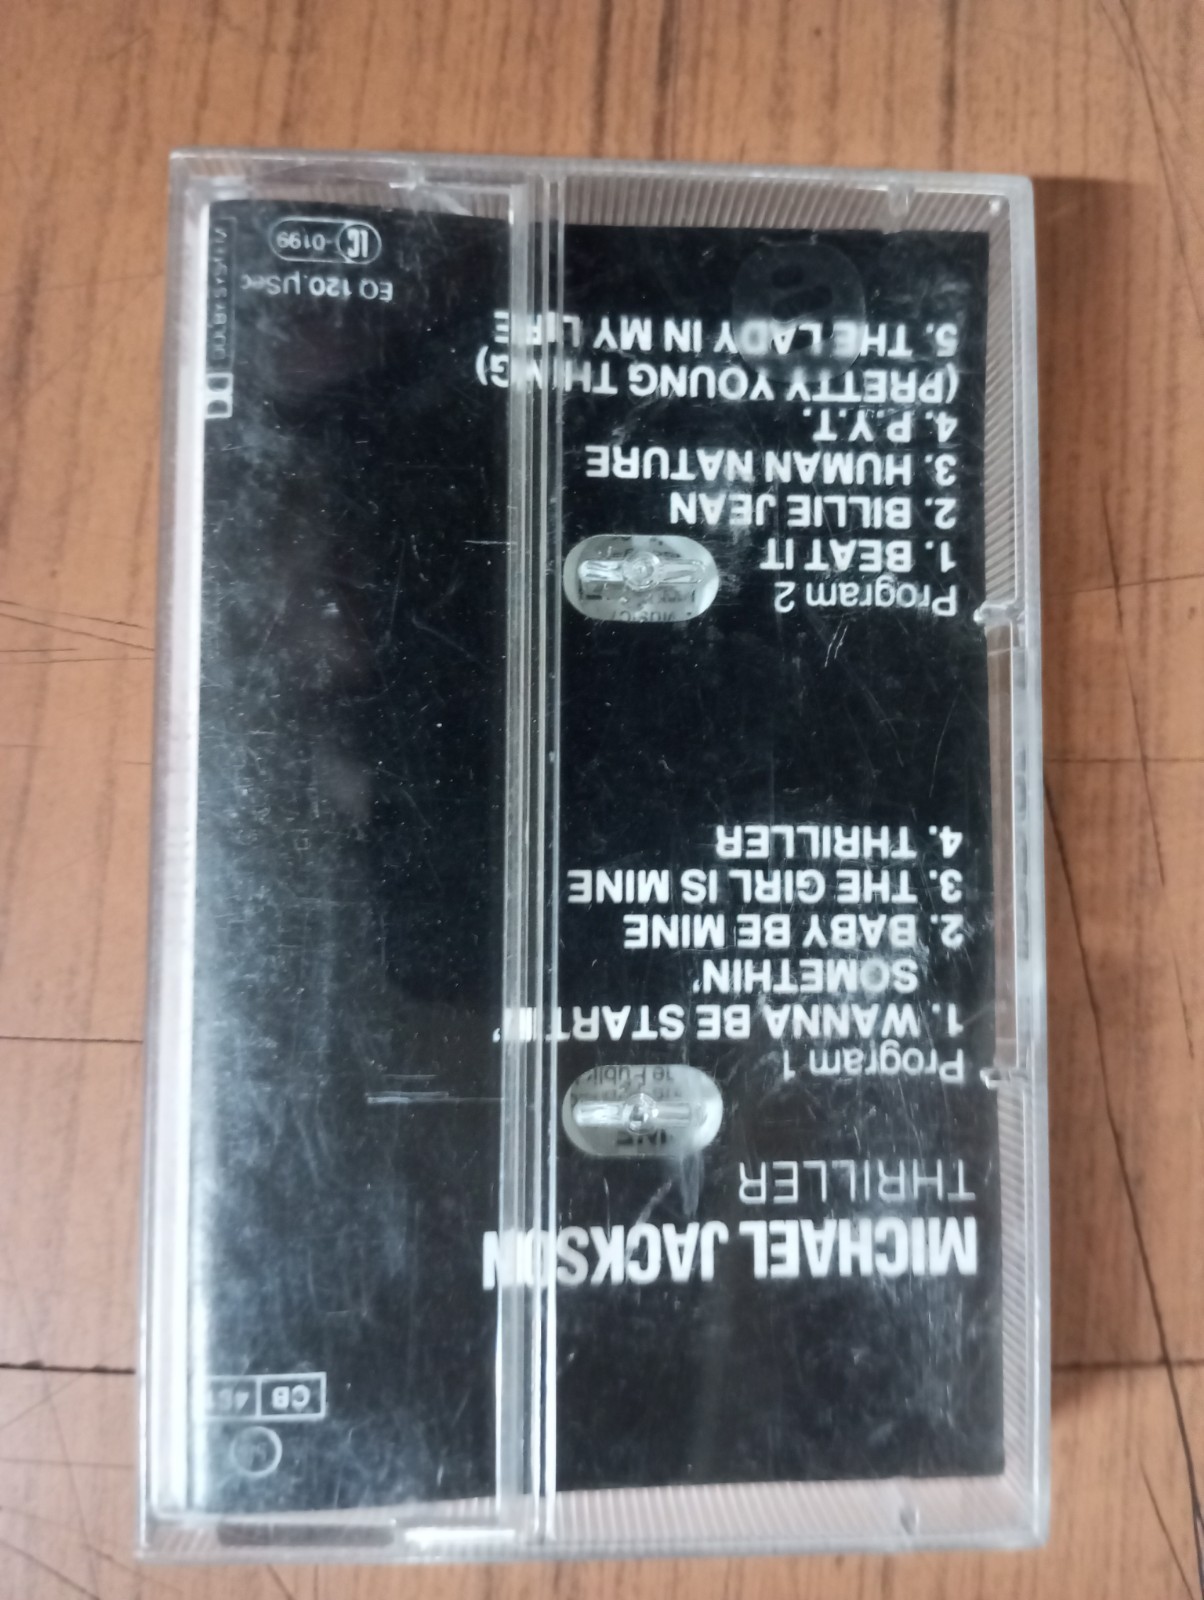 MICHAEL JACKSON
THRILLER
Program 1
1. WANNA BE STARTIN'
SOMETHIN'
2. BABY BE MINE
3. THE GIRL IS MINE
4. THRILLER
Program 2
1. BEAT IT
2. BILLIE JEAN
3. HUMAN NATURE
4. P.Y.T.
(PRETTY YOUNG THING)
5. THE LADY IN MY LIFE
CB
EQ 120 µSec
LC -0199